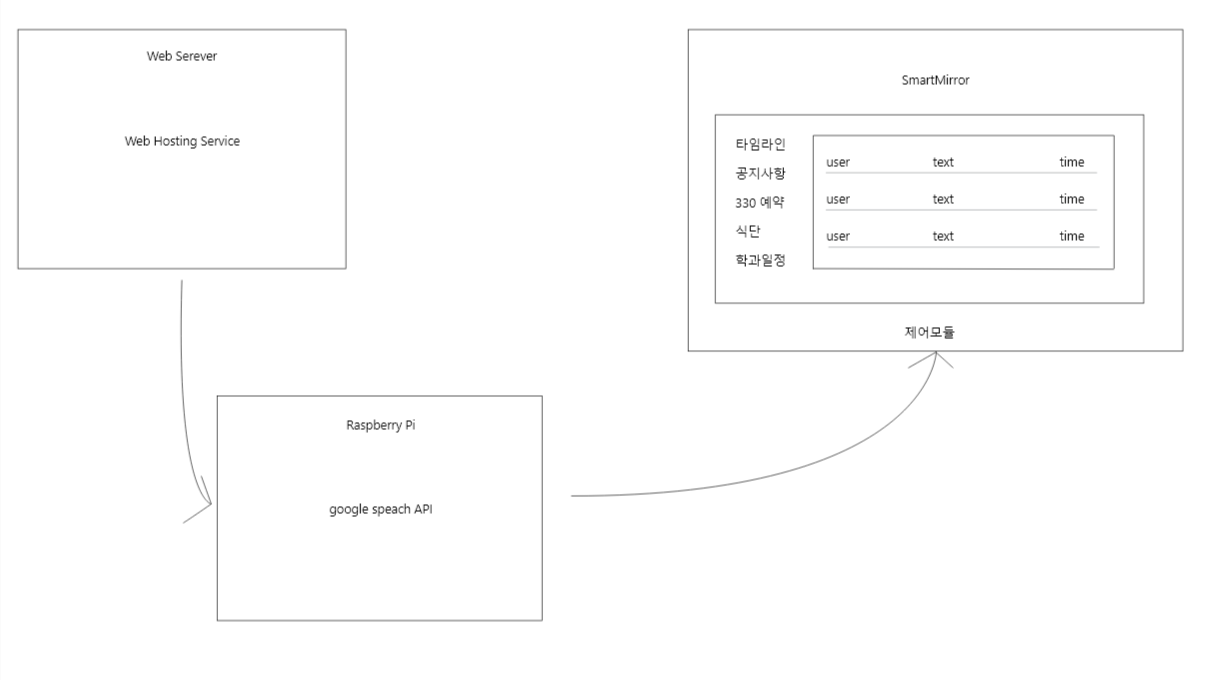 Web Serever
Web Hosting Service
SmartMirror
타임라인
공지사항
330 예약
식단
학과일정
user text time
user text time
user text time
제어모듈
Raspberry Pi
google speach API